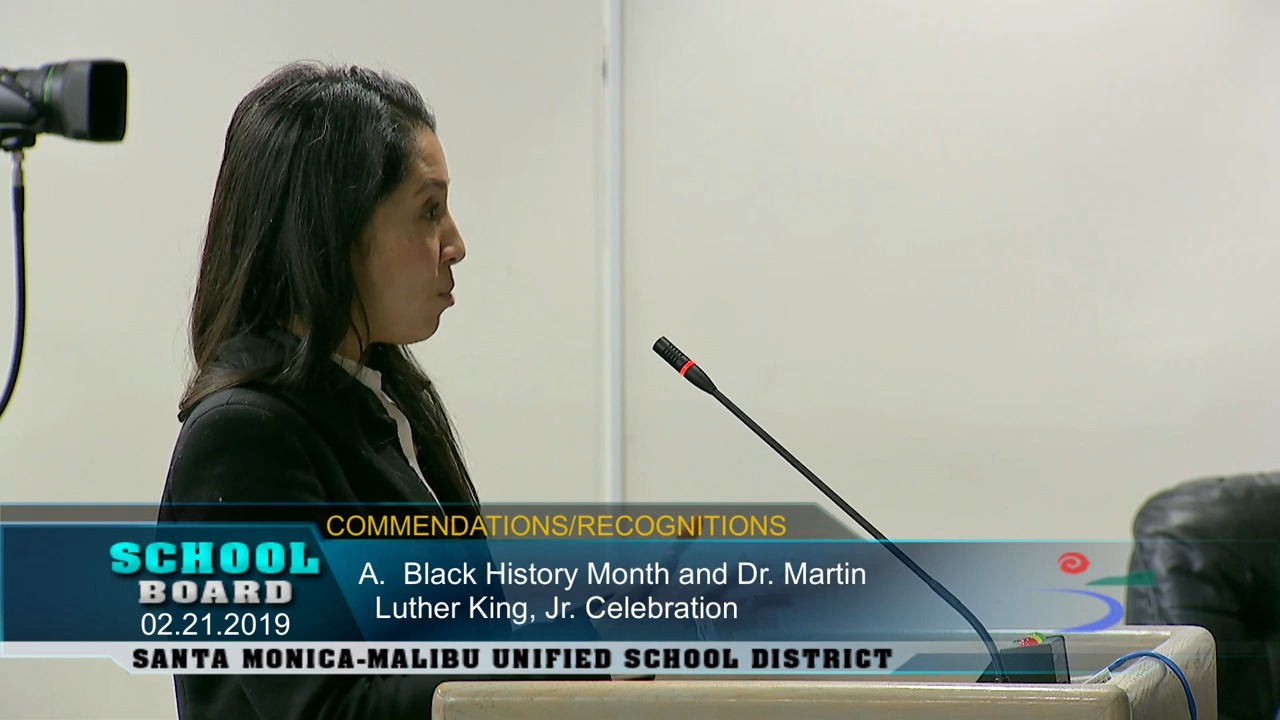 COMMENDATIONS/RECOGNITIONS
SCHOOL
BOARD
02.21.2019
A. Black History Month and Dr. Martin
Luther King, Jr. Celebration
SANTA MONICA-MALIBU UNIFIED SCHOOL DISTRICT